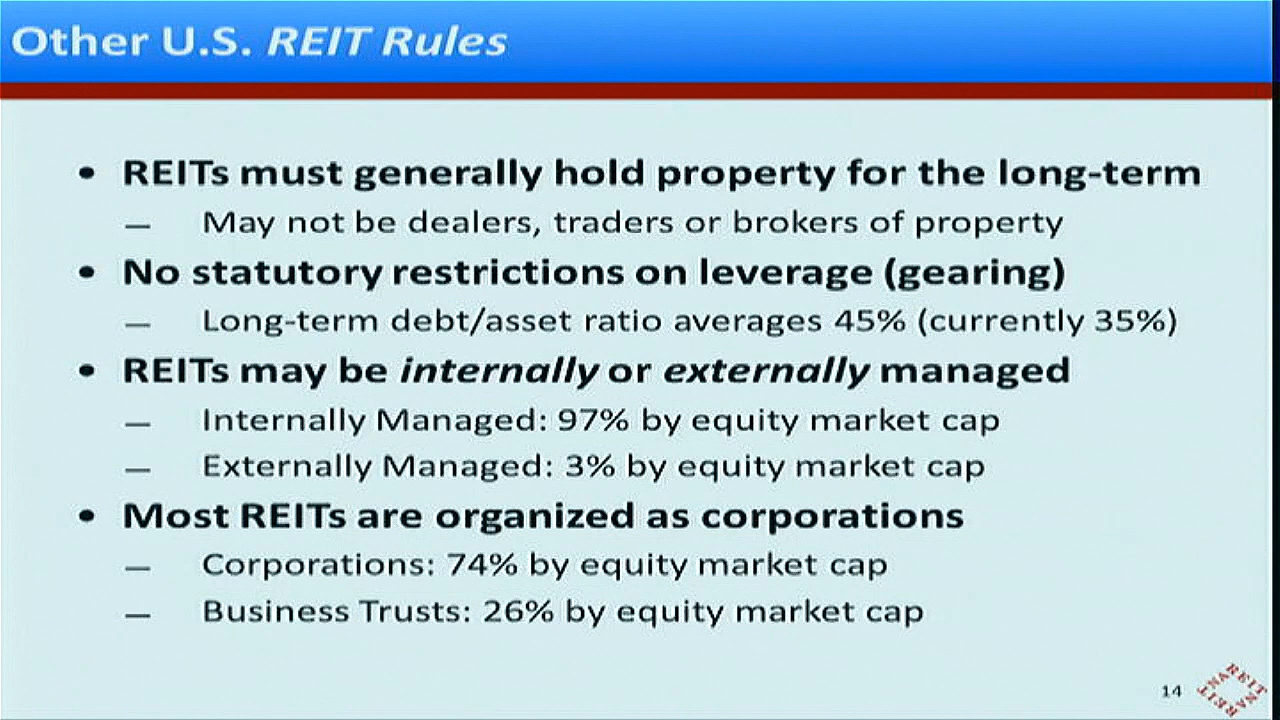 Other U.S. REIT Rules
• REITs must generally hold property for the long-term
— May not be dealers, traders or brokers of property
• No statutory restrictions on leverage (gearing)
— Long-term debt/asset ratio averages 45% (currently 35%)
• REITs may be internally or externally managed
— Internally Managed: 97% by equity market cap
— Externally Managed: 3% by equity market cap
• Most REITs are organized as corporations
— Corporations: 74% by equity market cap
— Business Trusts: 26% by equity market cap
14
NAREIT
NAREIT